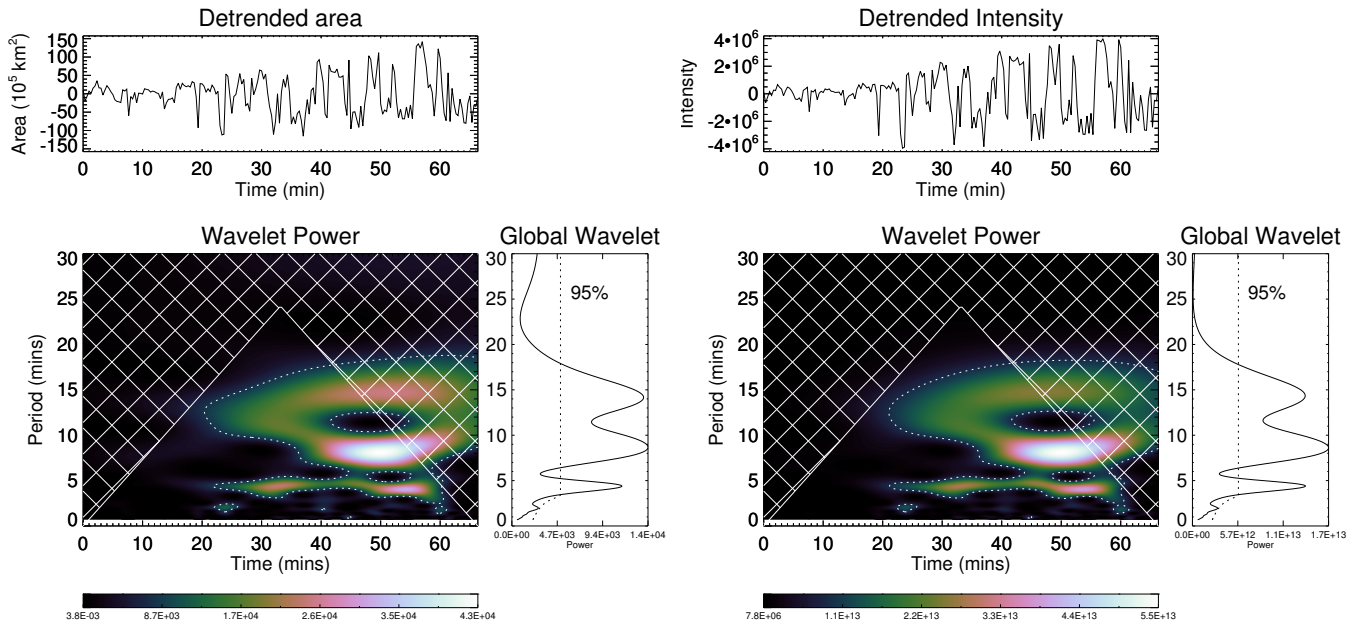 Detrended area
150
100
50
0
-50
-100
-150
Area (10^5 km^2)
0 10 20 30 40 50 60
Time (min)
Detrended Intensity
4•10^6
2•10^6
0
-2•10^6
-4•10^6
Intensity
0 10 20 30 40 50 60
Time (min)
Wavelet Power
30
25
20
15
10
5
0
Period (mins)
0 10 20 30 40 50 60
Time (mins)
3.8E-03 8.7E+03 1.7E+04 2.6E+04 3.5E+04 4.3E+04
Global Wavelet
30
25
20
15
10
5
0
95%
0.0E+00 4.7E+03 9.4E+03 1.4E+04
Power
Wavelet Power
30
25
20
15
10
5
0
Period (mins)
0 10 20 30 40 50 60
Time (mins)
7.8E+06 1.1E+13 2.2E+13 3.3E+13 4.4E+13 5.5E+13
Global Wavelet
30
25
20
15
10
5
0
95%
0.0E+00 5.7E+12 1.1E+13 1.7E+13
Power